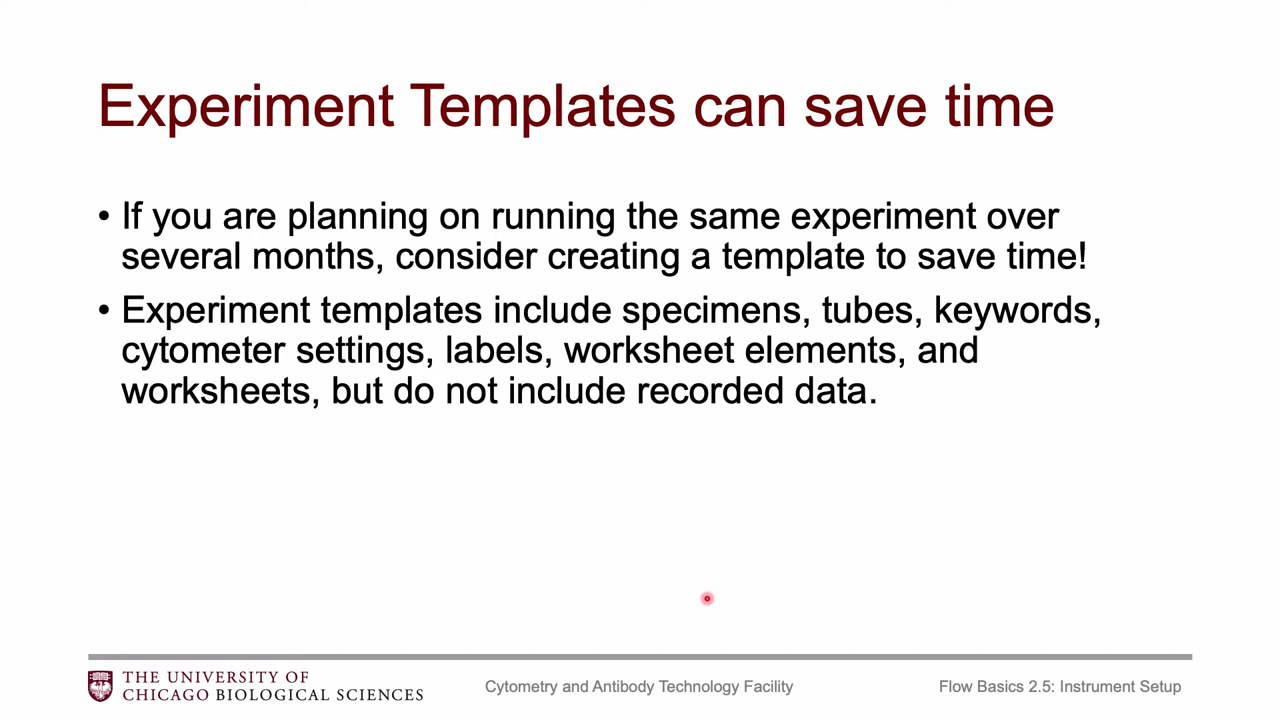 Experiment Templates can save time
• If you are planning on running the same experiment over
several months, consider creating a template to save time!
• Experiment templates include specimens, tubes, keywords,
cytometer settings, labels, worksheet elements, and
worksheets, but do not include recorded data.
THE UNIVERSITY OF
CHICAGO BIOLOGICAL SCIENCES
Cytometry and Antibody Technology Facility
Flow Basics 2.5: Instrument Setup